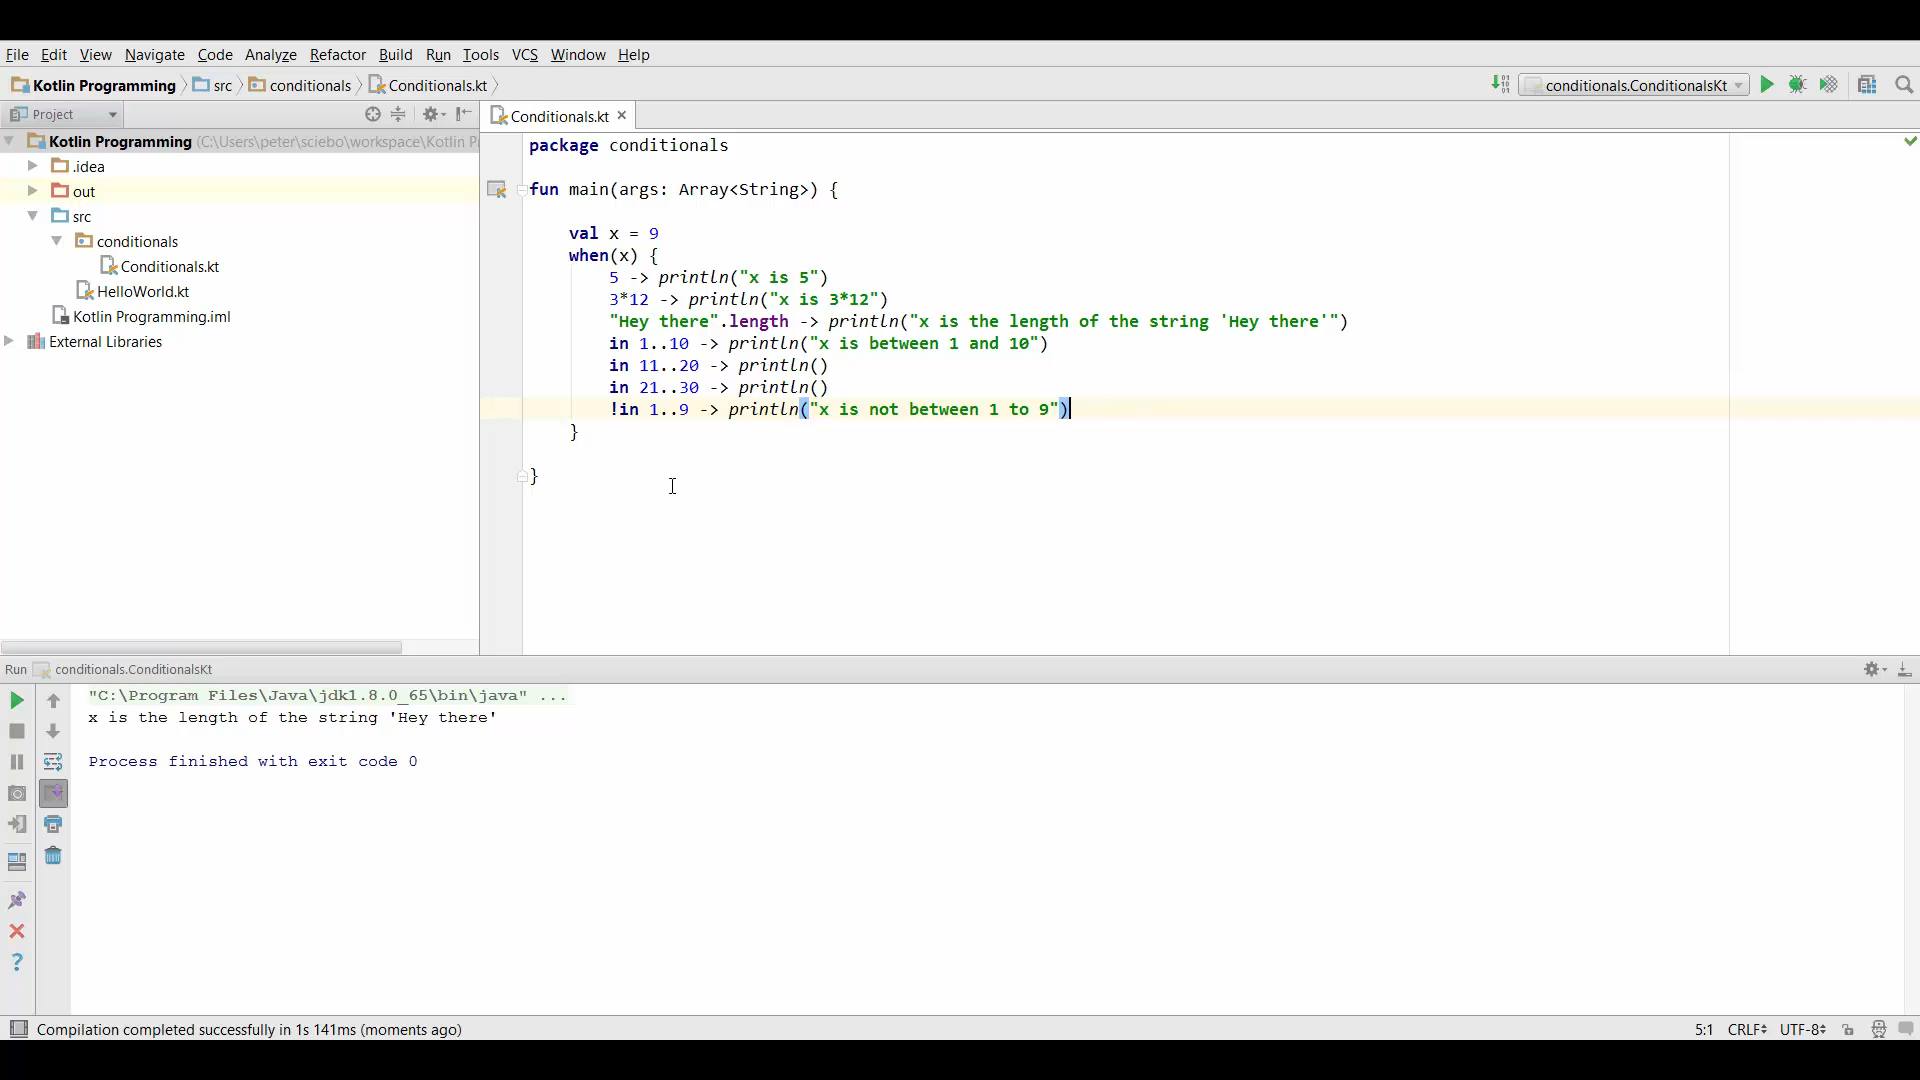 File Edit View Navigate Code Analyze Refactor Build Run Tools VCS Window Help
Kotlin Programming src conditionals Conditionals.kt conditionals.ConditionalsKt
Project
Conditionals.kt
Kotlin Programming (C:\Users\peter\sciebo\workspace\Kotlin P
.idea
out
src
conditionals
Conditionals.kt
HelloWorld.kt
Kotlin Programming.iml
External Libraries
package conditionals
fun main(args: Array<String>) {
val x = 9
when(x) {
5 -> println("x is 5")
3*12 -> println("x is 3*12")
"Hey there".length -> println("x is the length of the string 'Hey there'")
in 1..10 -> println("x is between 1 and 10")
in 11..20 -> println()
in 21..30 -> println()
!in 1..9 -> println("x is not between 1 to 9")
}
}
Run conditionals.ConditionalsKt
"C:\Program Files\Java\jdk1.8.0_65\bin\java" ...
x is the length of the string 'Hey there'
Process finished with exit code 0
Compilation completed successfully in 1s 141ms (moments ago) 5:1 CRLF UTF-8